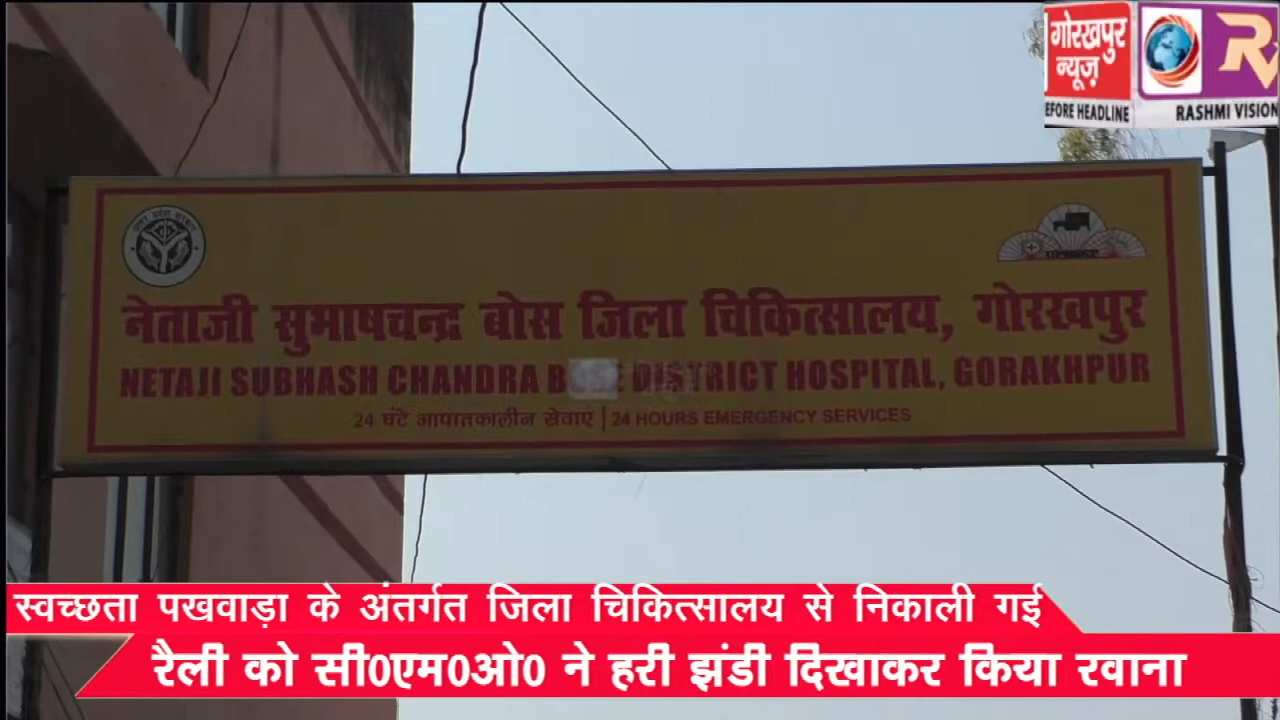 गोरखपुर
न्यूज़
EFORE HEADLINE
RASHMI VISION
नेताजी सुभाषचन्द्र बोस जिला चिकित्सालय, गोरखपुर
NETAJI SUBHASH CHANDRA BOSE DISTRICT HOSPITAL, GORAKHPUR
24 घंटे आपातकालीन सेवाएं | 24 HOURS EMERGENCY SERVICES
स्वच्छता पखवाड़ा के अंतर्गत जिला चिकित्सालय से निकाली गई
रैली को सी0एम0ओ0 ने हरी झंडी दिखाकर किया रवाना